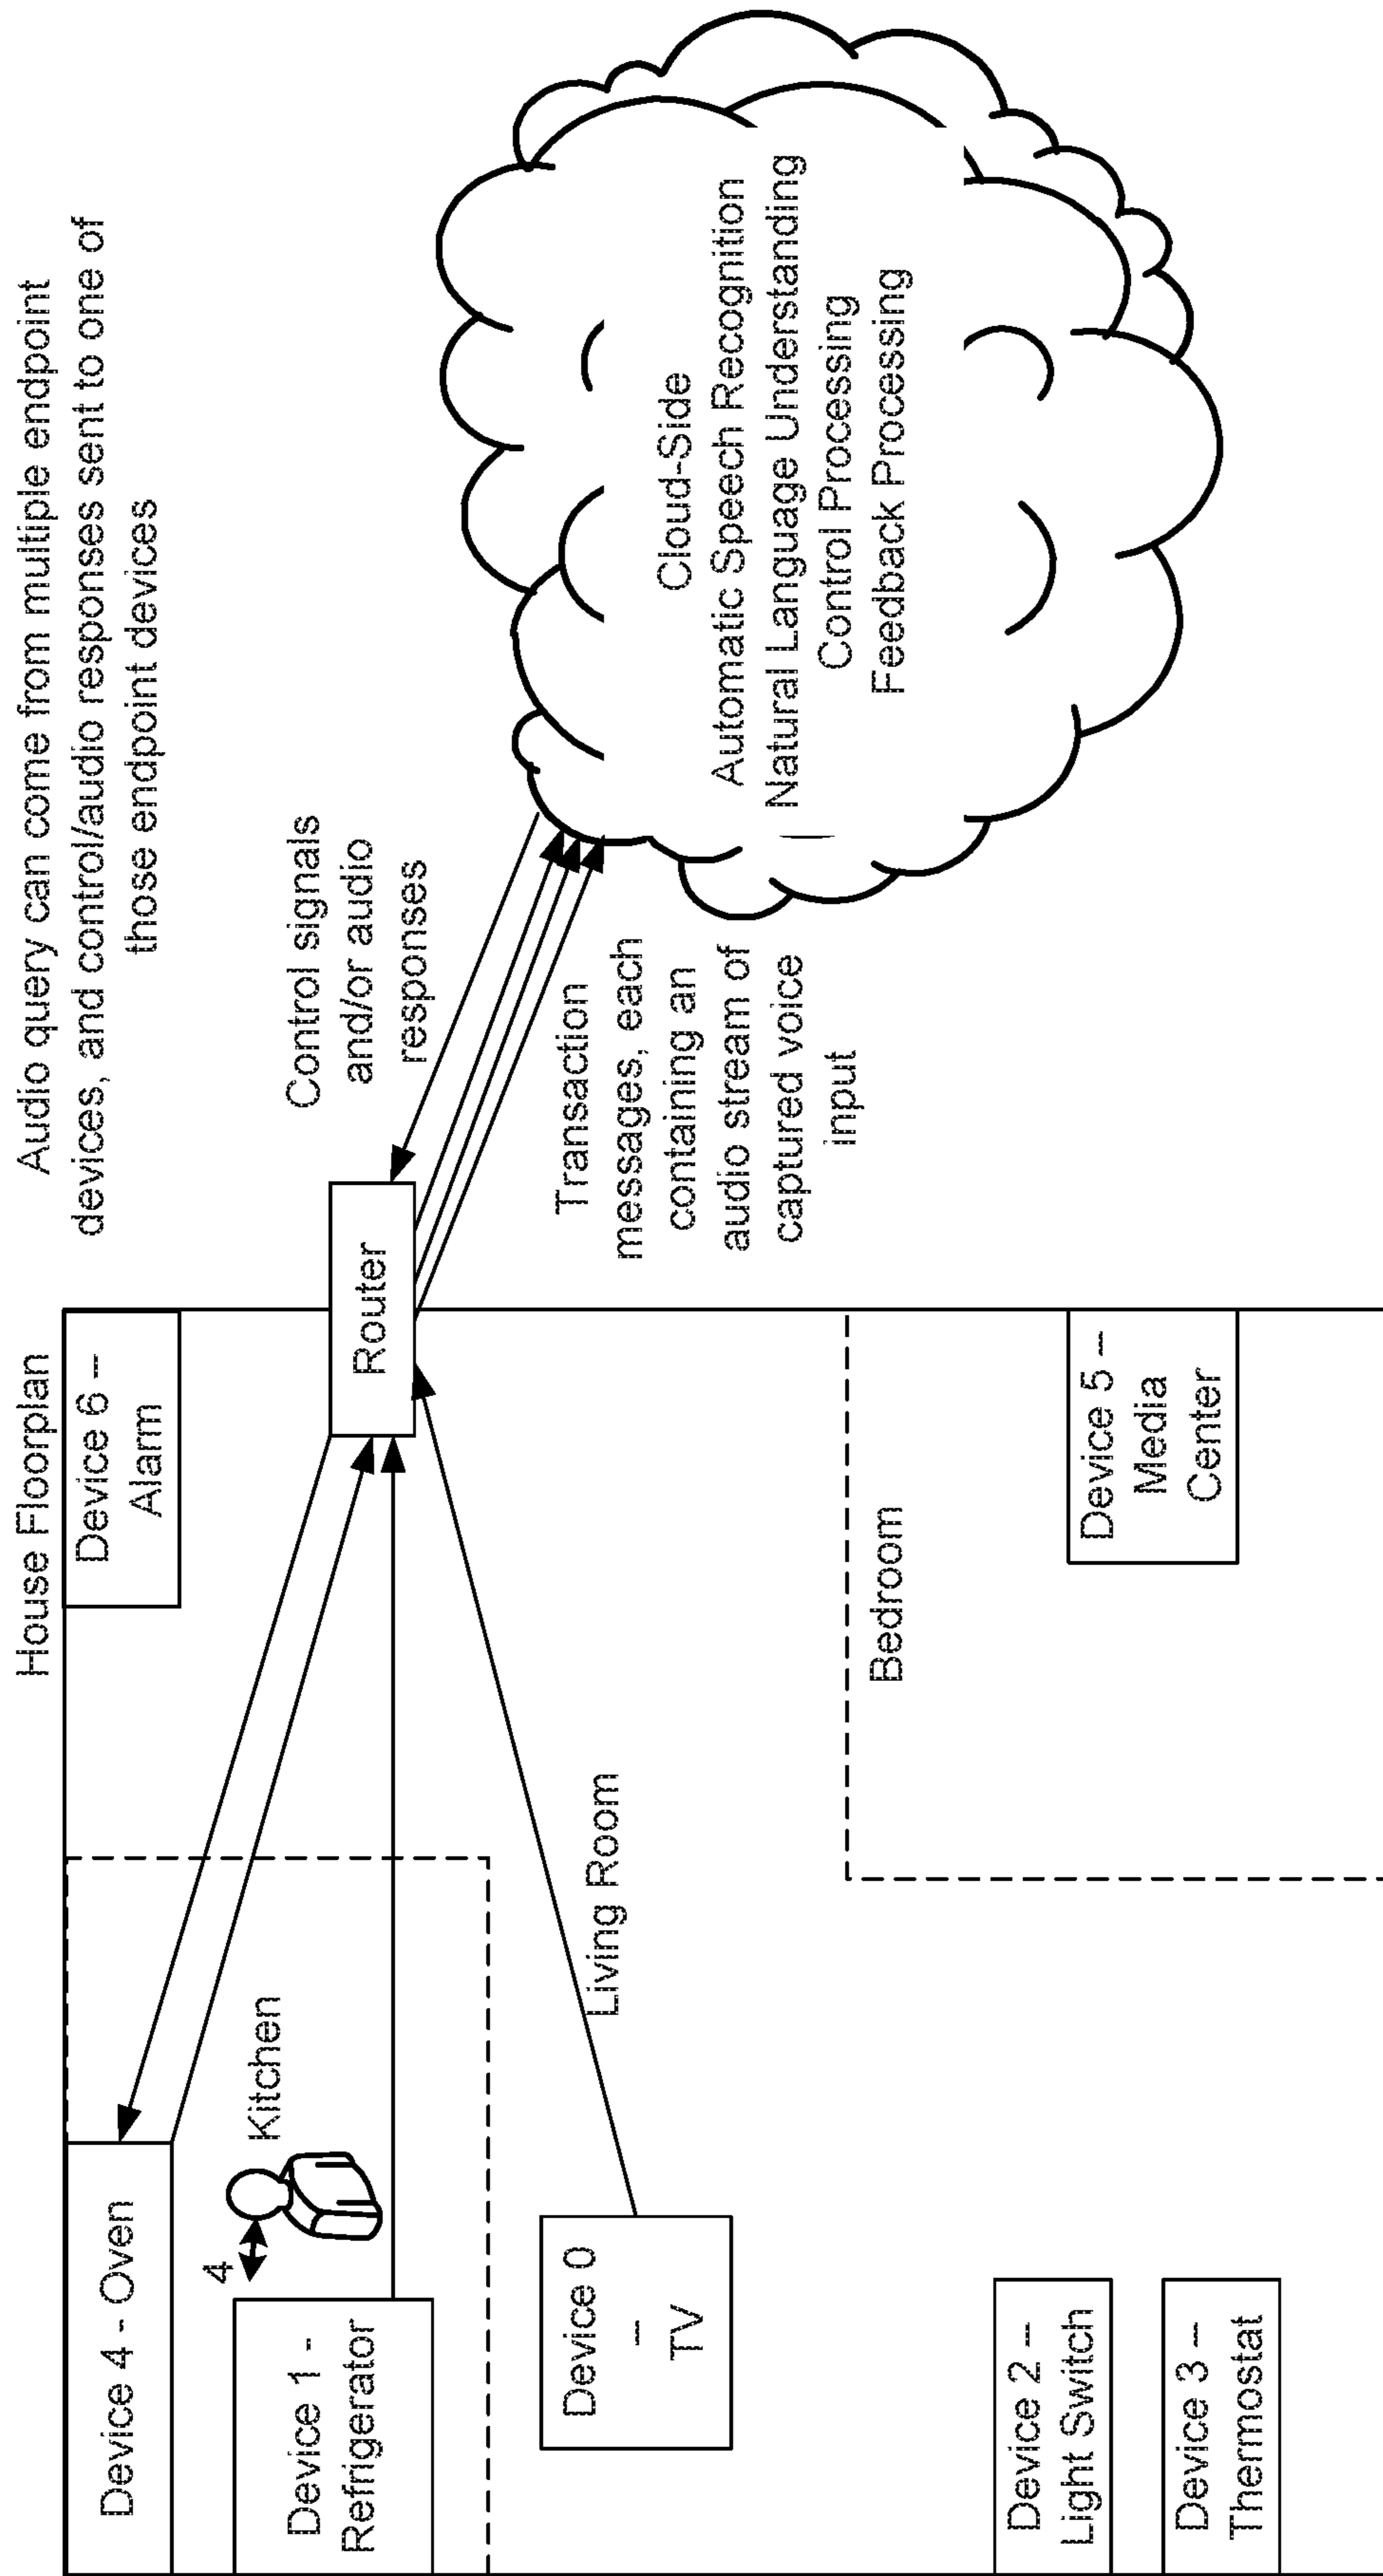 House Floorplan
Audio query can come from multiple endpoint
devices, and control/audio responses sent to one of
those endpoint devices
Device 4 - Oven
Device 6 –
Alarm
4
Kitchen
Device 1 -
Refrigerator
Router
Control signals
and/or audio
responses
Device 0
–
TV
Living Room
Transaction
messages, each
containing an
audio stream of
captured voice
input
Cloud-Side
Automatic Speech Recognition
Natural Language Understanding
Control Processing
Feedback Processing
Bedroom
Device 2 –
Light Switch
Device 3 –
Thermostat
Device 5 –
Media
Center